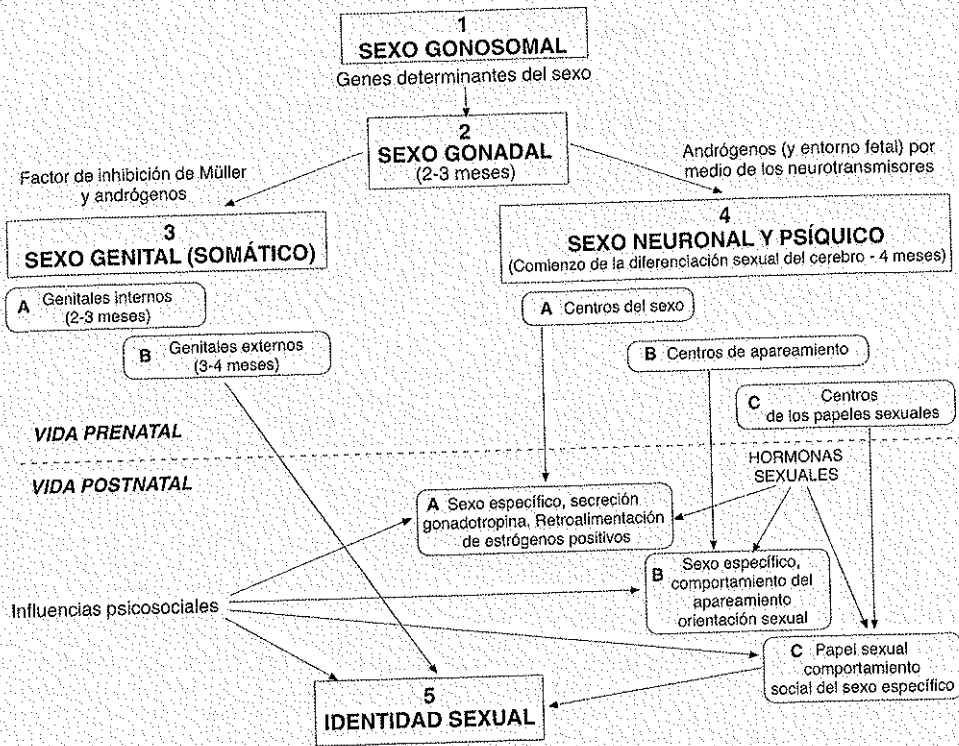 1
SEXO GONOSOMAL
Genes determinantes del sexo
2
SEXO GONADAL
(2-3 meses)
Factor de inhibición de Müller
y andrógenos
Andrógenos (y entorno fetal) por
medio de los neurotransmisores
3
SEXO GENITAL (SOMÁTICO)
4
SEXO NEURONAL Y PSÍQUICO
(Comienzo de la diferenciación sexual del cerebro - 4 meses)
A Genitales internos
(2-3 meses)
B Genitales externos
(3-4 meses)
A Centros del sexo
B Centros de apareamiento
C Centros
de los papeles sexuales
VIDA PRENATAL
VIDA POSTNATAL
HORMONAS
SEXUALES
A Sexo específico, secreción
gonadotropina, Retroalimentación
de estrógenos positivos
B Sexo específico,
comportamiento del
apareamiento
orientación sexual
Influencias psicosociales
C Papel sexual
comportamiento
social del sexo específico
5
IDENTIDAD SEXUAL